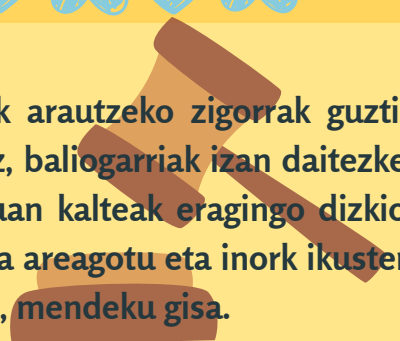 k arautzeko zigorrak guzti
z, baliogarriak izan daitezke
uan kalteak eragingo dizkio
a areagotu eta inork ikuster
, mendeku gisa.